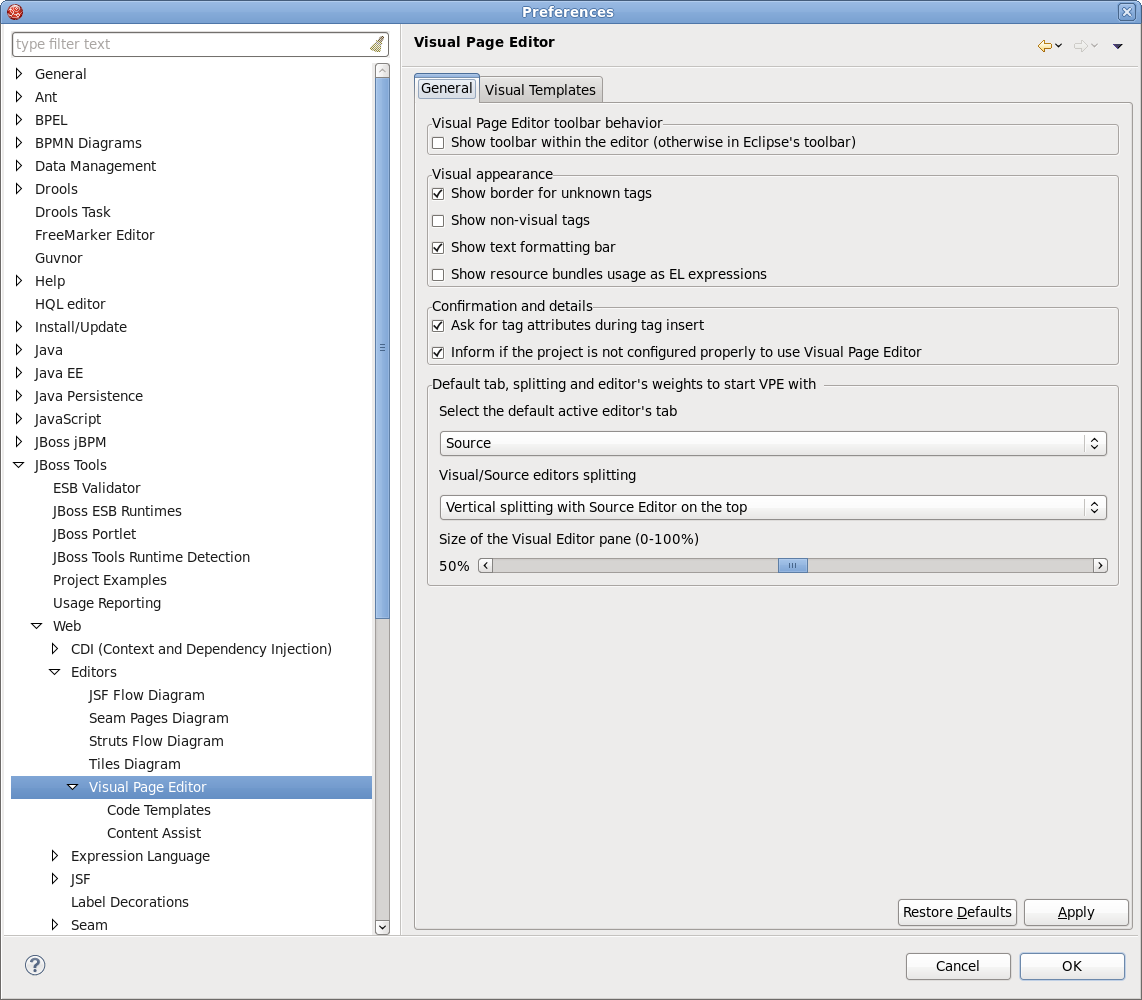 Preferences
type filter text
General
Ant
BPEL
BPMN Diagrams
Data Management
Drools
Drools Task
FreeMarker Editor
Guvnor
Help
HQL editor
Install/Update
Java
Java EE
Java Persistence
JavaScript
JBoss jBPM
JBoss Tools
ESB Validator
JBoss ESB Runtimes
JBoss Portlet
JBoss Tools Runtime Detection
Project Examples
Usage Reporting
Web
CDI (Context and Dependency Injection)
Editors
JSF Flow Diagram
Seam Pages Diagram
Struts Flow Diagram
Tiles Diagram
Visual Page Editor
Code Templates
Content Assist
Expression Language
JSF
Label Decorations
Seam
Visual Page Editor
General
Visual Templates
Visual Page Editor toolbar behavior
Show toolbar within the editor (otherwise in Eclipse's toolbar)
Visual appearance
Show border for unknown tags
Show non-visual tags
Show text formatting bar
Show resource bundles usage as EL expressions
Confirmation and details
Ask for tag attributes during tag insert
Inform if the project is not configured properly to use Visual Page Editor
Default tab, splitting and editor's weights to start VPE with
Select the default active editor's tab
Source
Visual/Source editors splitting
Vertical splitting with Source Editor on the top
Size of the Visual Editor pane (0-100%)
50%
Restore Defaults
Apply
?
Cancel
OK